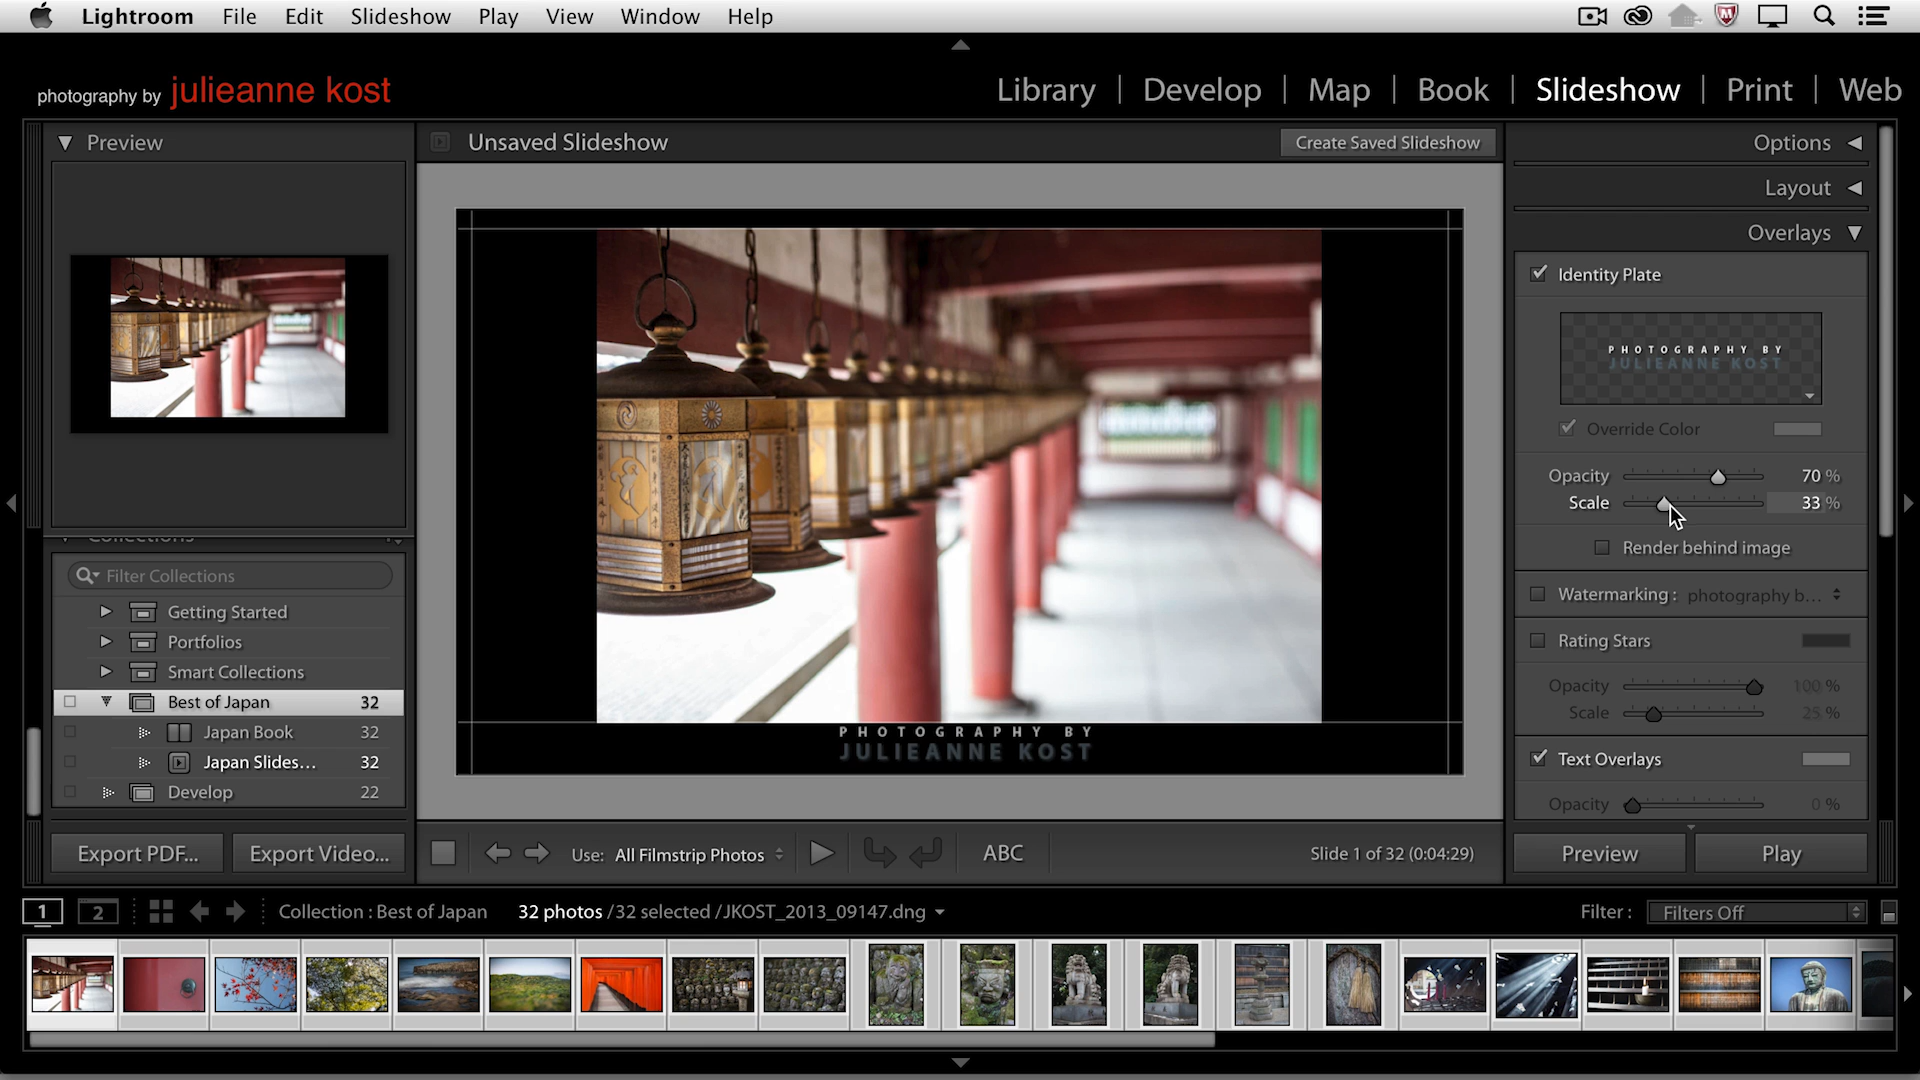 Lightroom File Edit Slideshow Play View Window Help
photography by julieanne kost
Library | Develop | Map | Book | Slideshow | Print | Web
Preview
Unsaved Slideshow
Create Saved Slideshow
Options
Layout
Overlays
Identity Plate
PHOTOGRAPHY BY
JULIEANNE KOST
Override Color
Opacity 70 %
Scale 33 %
Render behind image
Watermarking : photography b...
Rating Stars
Opacity 100 %
Scale 25 %
Text Overlays
Opacity 0 %
PHOTOGRAPHY BY
JULIEANNE KOST
Collections
Filter Collections
Getting Started
Portfolios
Smart Collections
Best of Japan 32
Japan Book 32
Japan Slides... 32
Develop 22
Export PDF... Export Video...
Use: All Filmstrip Photos
ABC
Slide 1 of 32 (0:04:29)
Preview Play
1 2
Collection : Best of Japan
32 photos /32 selected /JKOST_2013_09147.dng
Filter : Filters Off